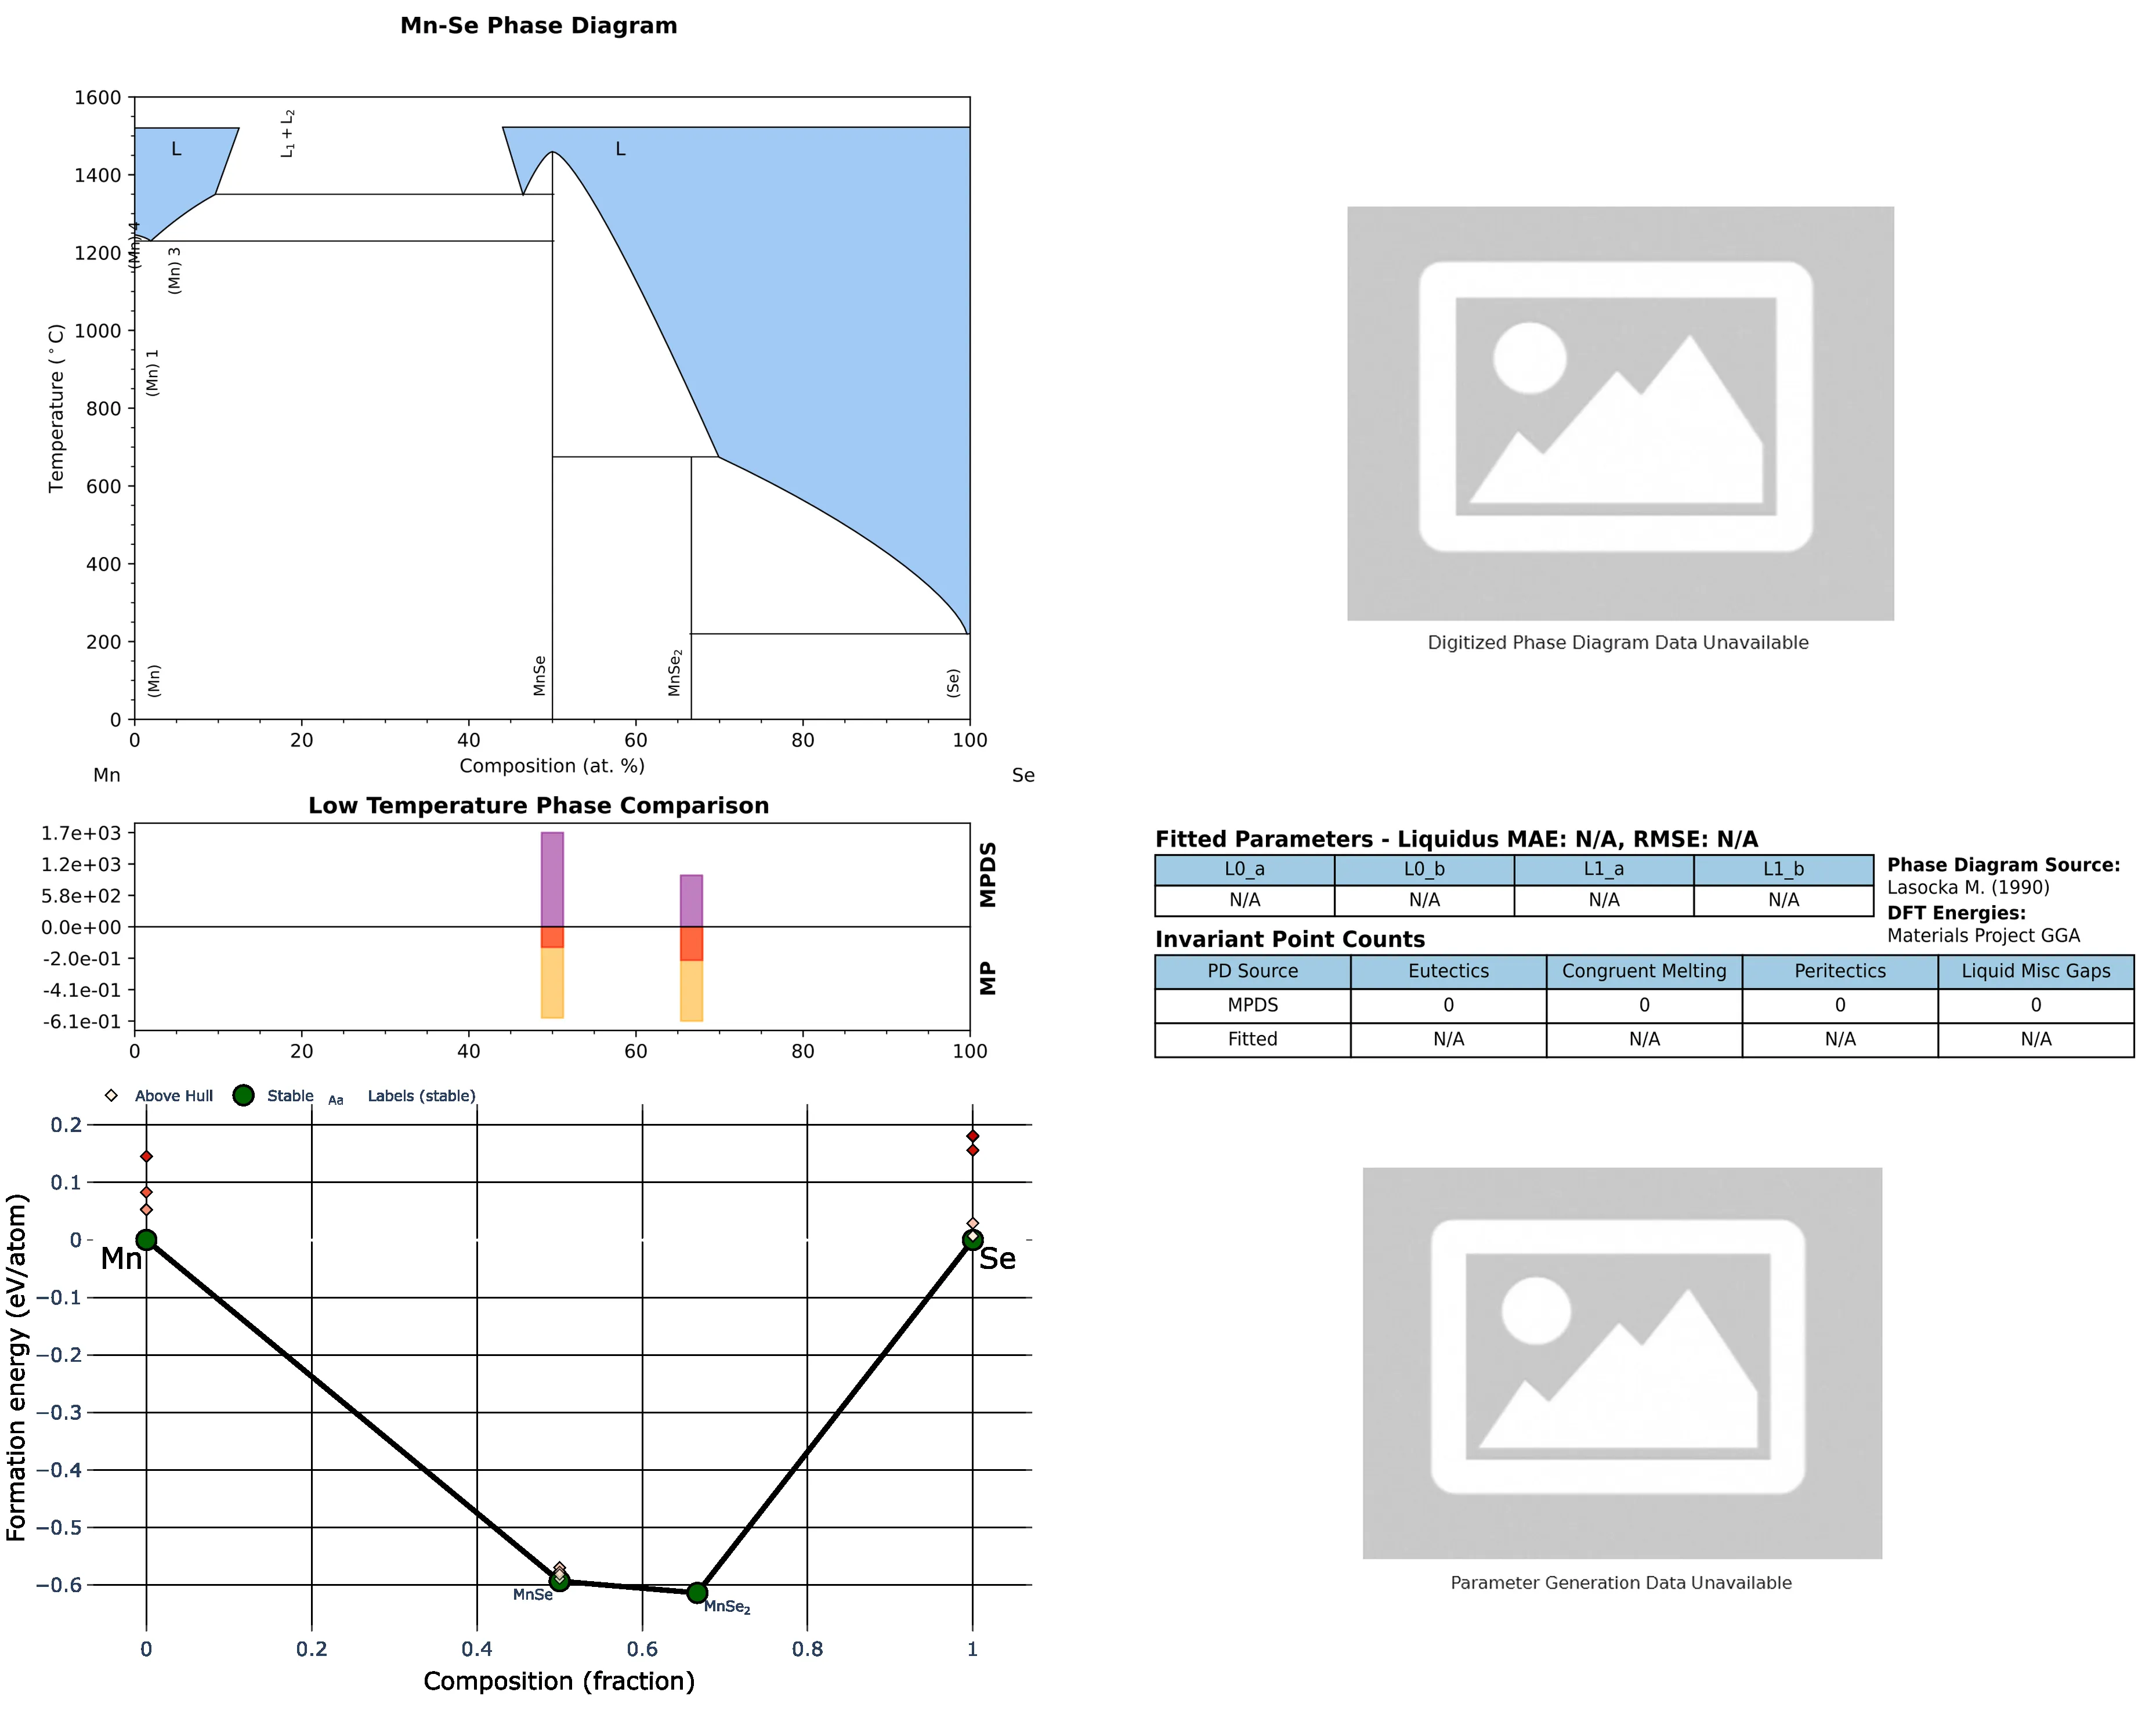 Mn-Se Phase Diagram
1600
1400
1200
1000
800
600
400
200
0
Temperature (°C)
L
L₁ + L₂
L
(Mn) 4
(Mn) 3
(Mn) 1
(Mn)
MnSe
MnSe₂
(Se)
0 20 40 60 80 100
Composition (at. %)
Mn Se
Digitized Phase Diagram Data Unavailable
Low Temperature Phase Comparison
1.7e+03
1.2e+03
5.8e+02
0.0e+00
-2.0e-01
-4.1e-01
-6.1e-01
MPDS
MP
0 20 40 60 80 100
Fitted Parameters - Liquidus MAE: N/A, RMSE: N/A
L0_a L0_b L1_a L1_b
N/A N/A N/A N/A
Phase Diagram Source:
Lasocka M. (1990)
DFT Energies:
Materials Project GGA
Invariant Point Counts
PD Source Eutectics Congruent Melting Peritectics Liquid Misc Gaps
MPDS 0 0 0 0
Fitted N/A N/A N/A N/A
Above Hull Stable Aa Labels (stable)
0.2
0.1
0
−0.1
−0.2
−0.3
−0.4
−0.5
−0.6
Formation energy (eV/atom)
Mn
Se
MnSe
MnSe₂
0 0.2 0.4 0.6 0.8 1
Composition (fraction)
Parameter Generation Data Unavailable